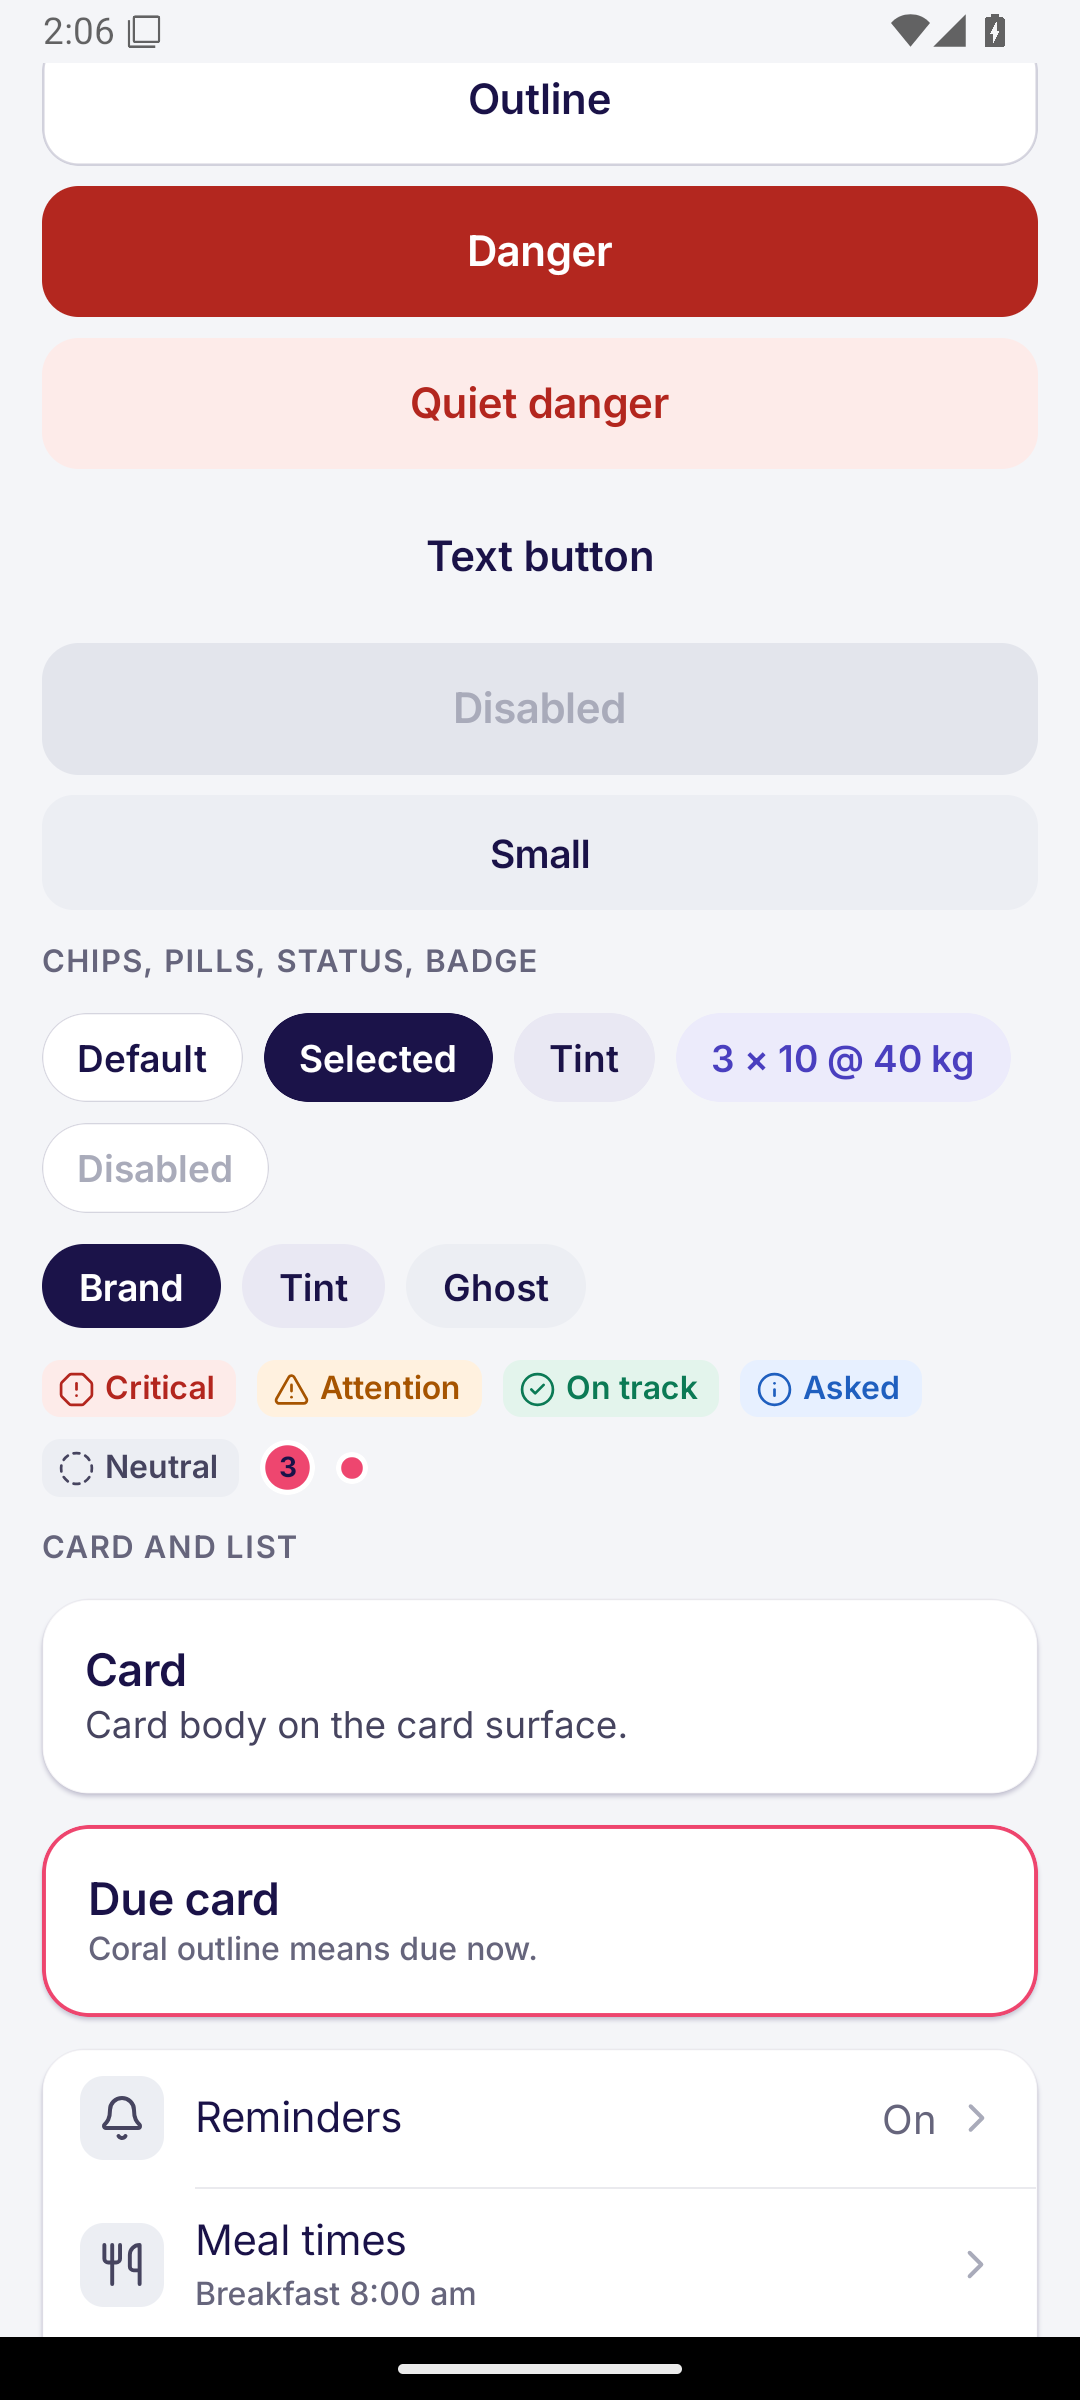 2:06
Outline
Danger
Quiet danger
Text button
Disabled
Small
CHIPS, PILLS, STATUS, BADGE
Default Selected Tint 3 × 10 @ 40 kg
Disabled
Brand Tint Ghost
Critical Attention On track Asked
Neutral 3
CARD AND LIST
Card
Card body on the card surface.
Due card
Coral outline means due now.
Reminders On
Meal times
Breakfast 8:00 am